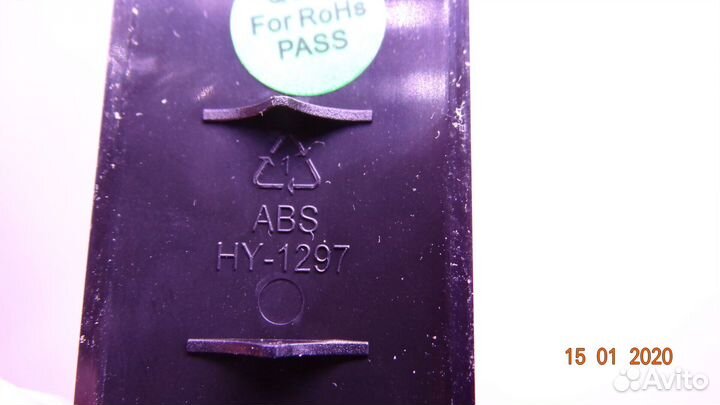 For RoHs
PASS
1
ABS
HY-1297
15 01 2020
Avito